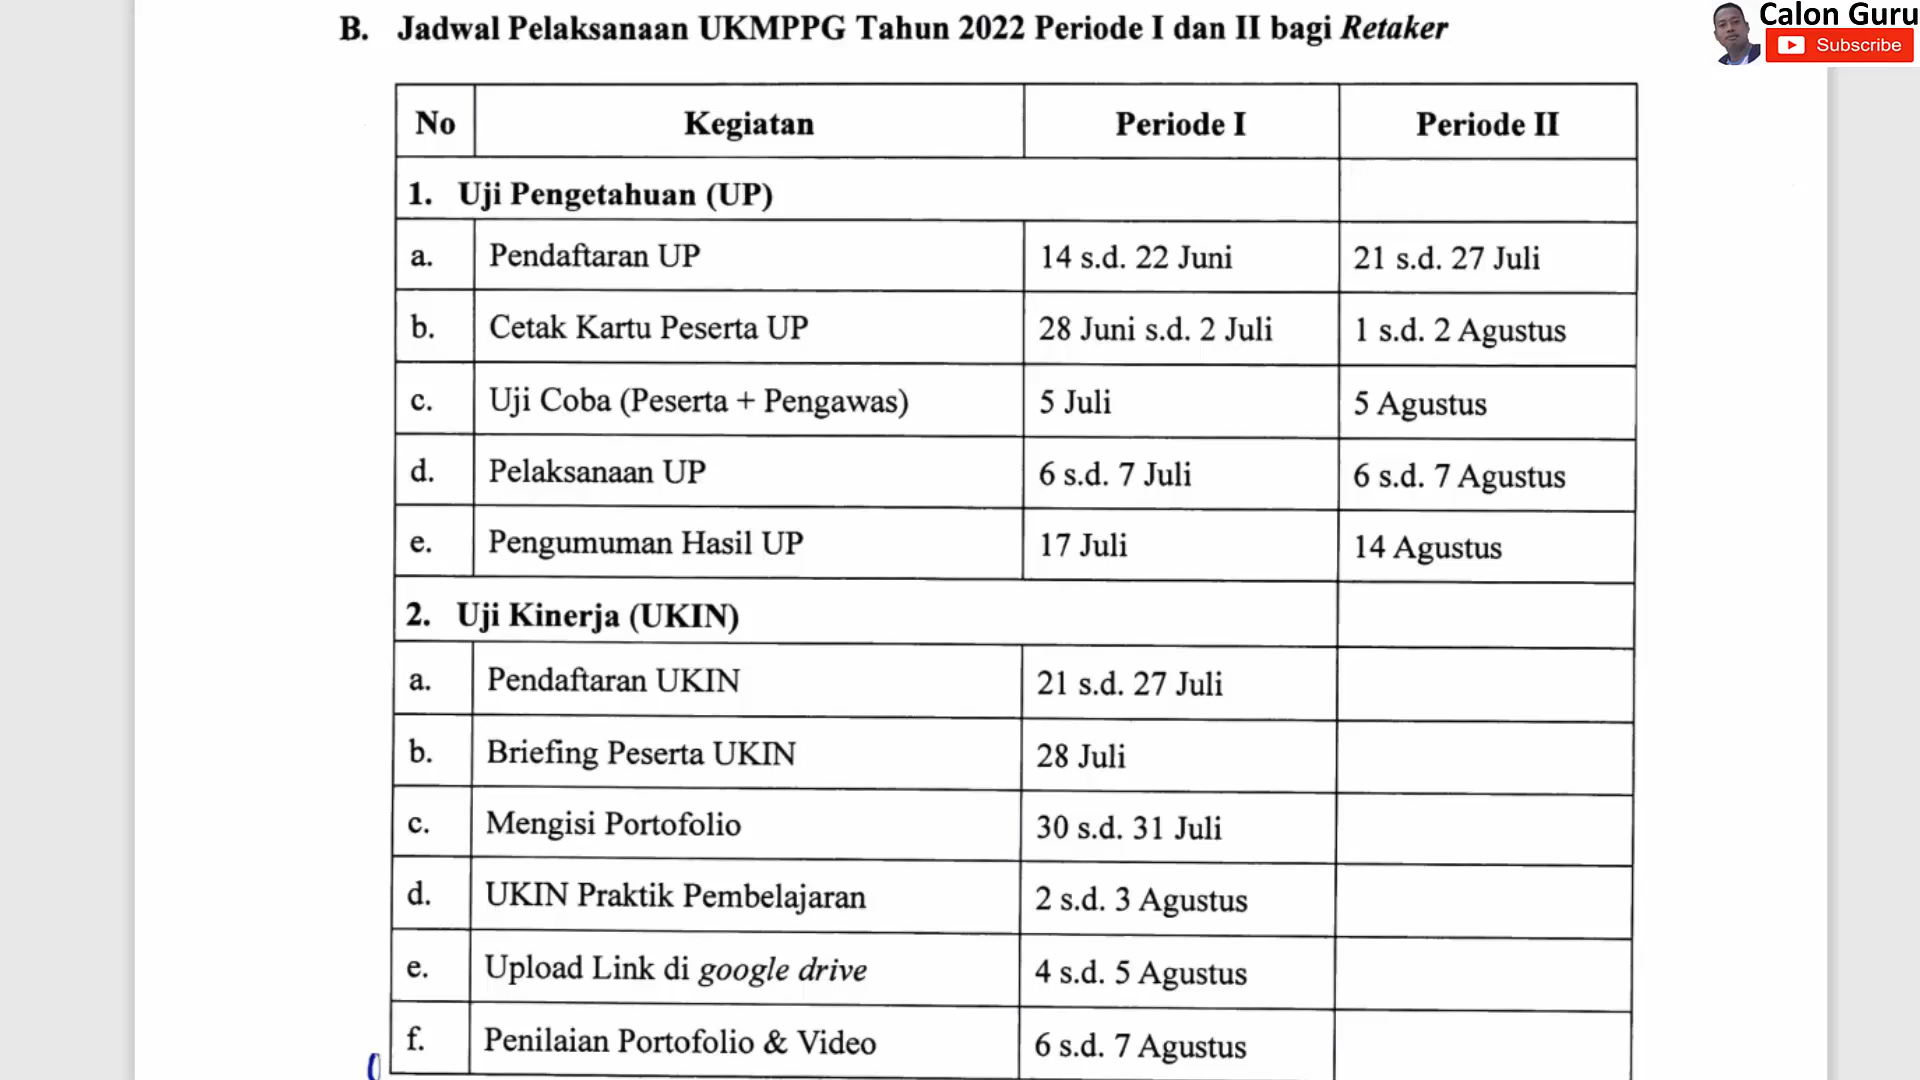 B. Jadwal Pelaksanaan UKMPPG Tahun 2022 Periode I dan II bagi Retaker
Calon Guru
Subscribe
No Kegiatan Periode I Periode II
1. Uji Pengetahuan (UP)
a. Pendaftaran UP 14 s.d. 22 Juni 21 s.d. 27 Juli
b. Cetak Kartu Peserta UP 28 Juni s.d. 2 Juli 1 s.d. 2 Agustus
c. Uji Coba (Peserta + Pengawas) 5 Juli 5 Agustus
d. Pelaksanaan UP 6 s.d. 7 Juli 6 s.d. 7 Agustus
e. Pengumuman Hasil UP 17 Juli 14 Agustus
2. Uji Kinerja (UKIN)
a. Pendaftaran UKIN 21 s.d. 27 Juli
b. Briefing Peserta UKIN 28 Juli
c. Mengisi Portofolio 30 s.d. 31 Juli
d. UKIN Praktik Pembelajaran 2 s.d. 3 Agustus
e. Upload Link di google drive 4 s.d. 5 Agustus
f. Penilaian Portofolio & Video 6 s.d. 7 Agustus